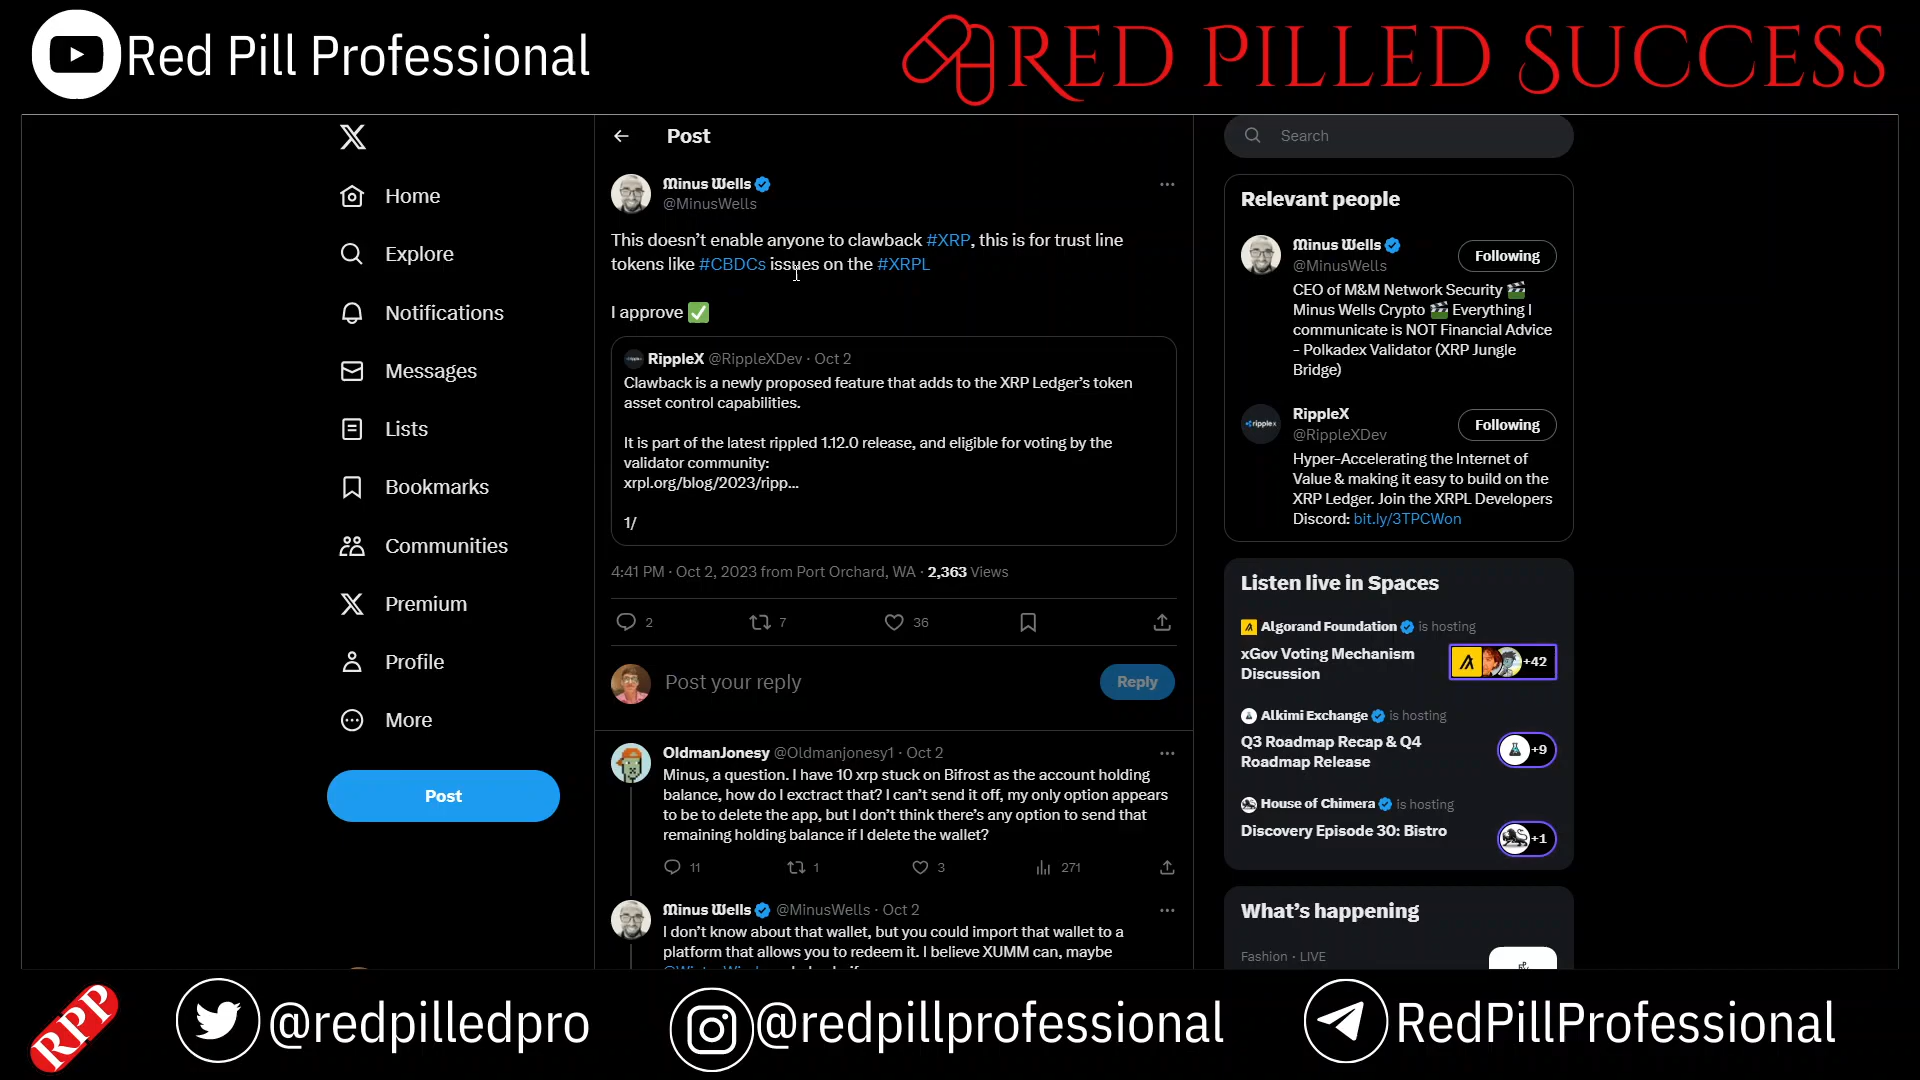 Red Pill Professional
RED PILLED SUCCESS
Home
Explore
Notifications
Messages
Lists
Bookmarks
Communities
Premium
Profile
More
Post
Post
Minus Wells
@MinusWells
This doesn’t enable anyone to clawback #XRP, this is for trust line
tokens like #CBDCs issues on the #XRPL
I approve ✅
RippleX @RippleXDev · Oct 2
Clawback is a newly proposed feature that adds to the XRP Ledger’s token
asset control capabilities.
It is part of the latest rippled 1.12.0 release, and eligible for voting by the
validator community:
xrpl.org/blog/2023/ripp...
1/
4:41 PM · Oct 2, 2023 from Port Orchard, WA · 2,363 Views
2 7 36
Post your reply
Reply
OldmanJonesy @Oldmanjonesy1 · Oct 2
Minus, a question. I have 10 xrp stuck on Bifrost as the account holding
balance, how do I exctract that? I can’t send it off, my only option appears
to be to delete the app, but I don’t think there’s any option to send that
remaining holding balance if I delete the wallet?
11 1 3 271
Minus Wells @MinusWells · Oct 2
I don’t know about that wallet, but you could import that wallet to a
platform that allows you to redeem it. I believe XUMM can, maybe
Search
Relevant people
Minus Wells
@MinusWells
Following
CEO of M&M Network Security 🎬
Minus Wells Crypto 🎬 Everything I
communicate is NOT Financial Advice
- Polkadex Validator (XRP Jungle
Bridge)
ripplex
RippleX
@RippleXDev
Following
Hyper-Accelerating the Internet of
Value & making it easy to build on the
XRP Ledger. Join the XRPL Developers
Discord: bit.ly/3TPCWon
Listen live in Spaces
Algorand Foundation is hosting
xGov Voting Mechanism
Discussion
+42
Alkimi Exchange is hosting
Q3 Roadmap Recap & Q4
Roadmap Release
+9
House of Chimera is hosting
Discovery Episode 30: Bistro
+1
What’s happening
Fashion · LIVE
RPP
@redpilledpro
@redpillprofessional
RedPillProfessional